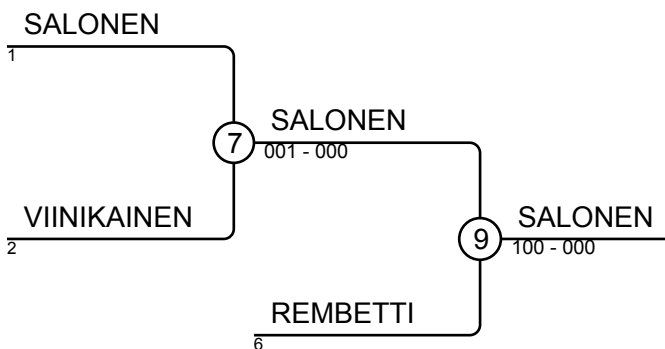 SALONEN
1
7
SALONEN
001 - 000
VIINIKAINEN
2
9
SALONEN
100 - 000
REMBETTI
6